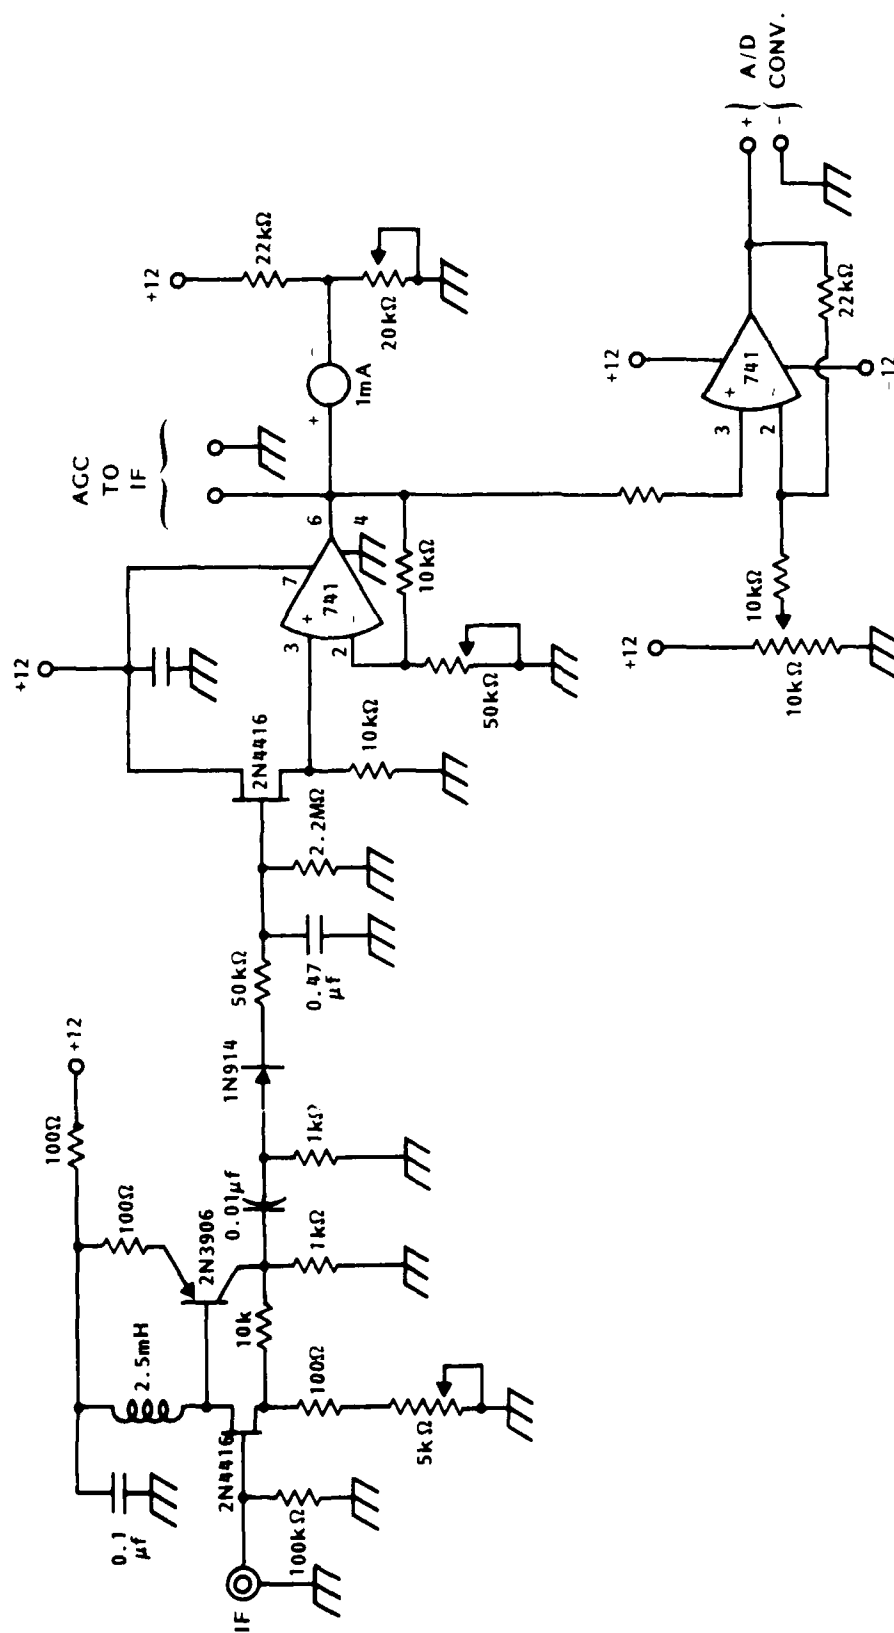 IF
0.1
µf
100kΩ
2N4416
2.5mH
100Ω
+12
100Ω
2N3906
10k
100Ω
5kΩ
1kΩ
0.01µf
1kΩ
1N914
50kΩ
0.47
µf
2.2MΩ
2N4416
10kΩ
+12
3
2
+
-
741
7
6
4
10kΩ
50kΩ
AGC
TO
IF
+
-
1mA
+12
22kΩ
20kΩ
+12
10kΩ
10kΩ
3
2
+
-
741
+12
-12
22kΩ
+
-
A/D
CONV.